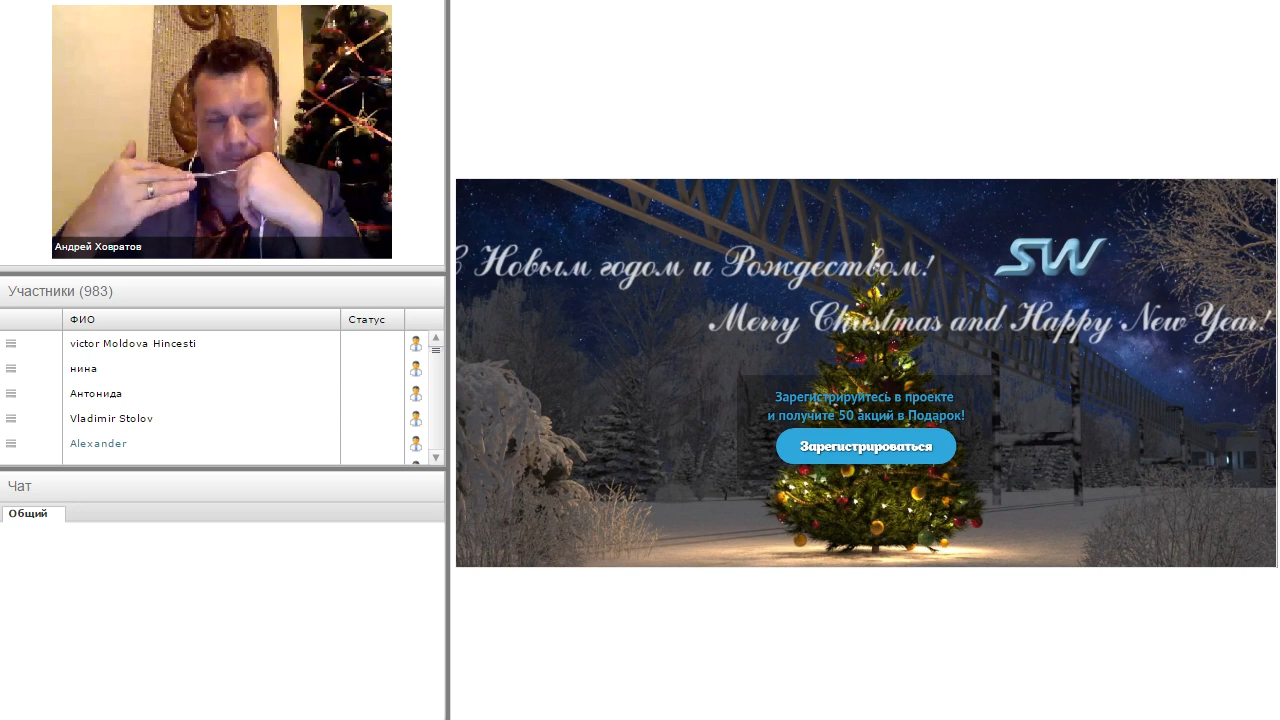 Андрей Ховратов
Участники (983)
ФИО Статус
victor Moldova Hincesti
нина
Антонида
Vladimir Stolov
Alexander
Чат
Общий
С Новым годом и Рождеством!
SW
Merry Christmas and Happy New Year!
Зарегистрируйтесь в проекте
и получите 50 акций в Подарок!
Зарегистрироваться